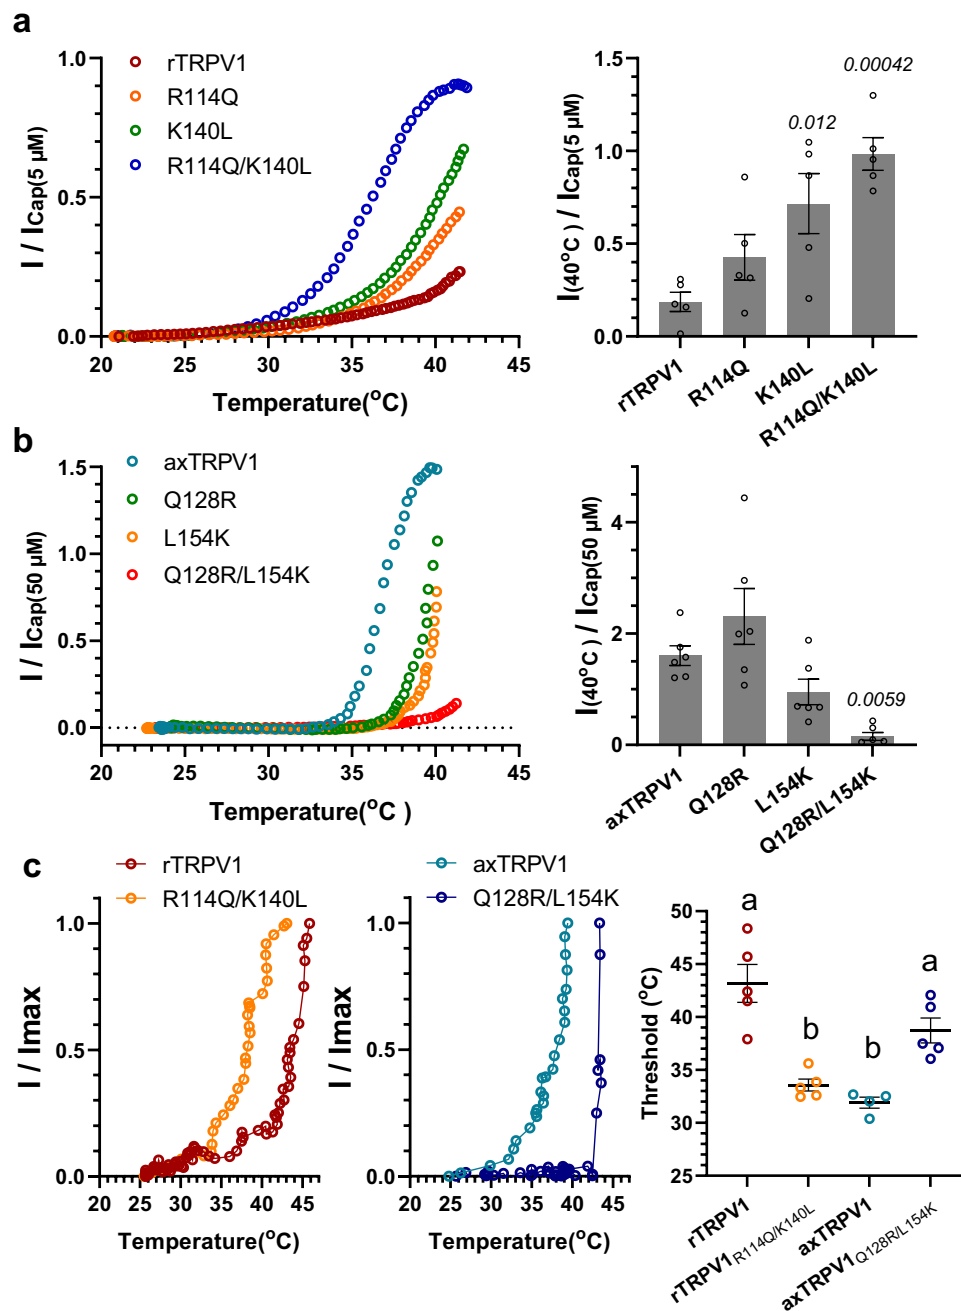 a
rTRPV1
R114Q
K140L
R114Q/K140L
I / ICap(5 µM)
1.0
0.5
0.0
20 25 30 35 40 45
Temperature(°C)
I(40°C) / ICap(5 µM)
1.5
1.0
0.5
0.0
0.012
0.00042
rTRPV1
R114Q
K140L
R114Q/K140L
b
axTRPV1
Q128R
L154K
Q128R/L154K
I / ICap(50 µM)
1.5
1.0
0.5
0.0
20 25 30 35 40 45
Temperature(°C )
I(40°C) / ICap(50 µM)
4
2
0
0.0059
axTRPV1
Q128R
L154K
Q128R/L154K
c
rTRPV1
R114Q/K140L
I / Imax
1.0
0.5
0.0
20 25 30 35 40 45
Temperature(°C)
axTRPV1
Q128R/L154K
I / Imax
1.0
0.5
0.0
20 25 30 35 40 45
Temperature(°C)
Threshold (°C)
50
45
40
35
30
25
a
b
b
a
rTRPV1
rTRPV1R114Q/K140L
axTRPV1
axTRPV1Q128R/L154K